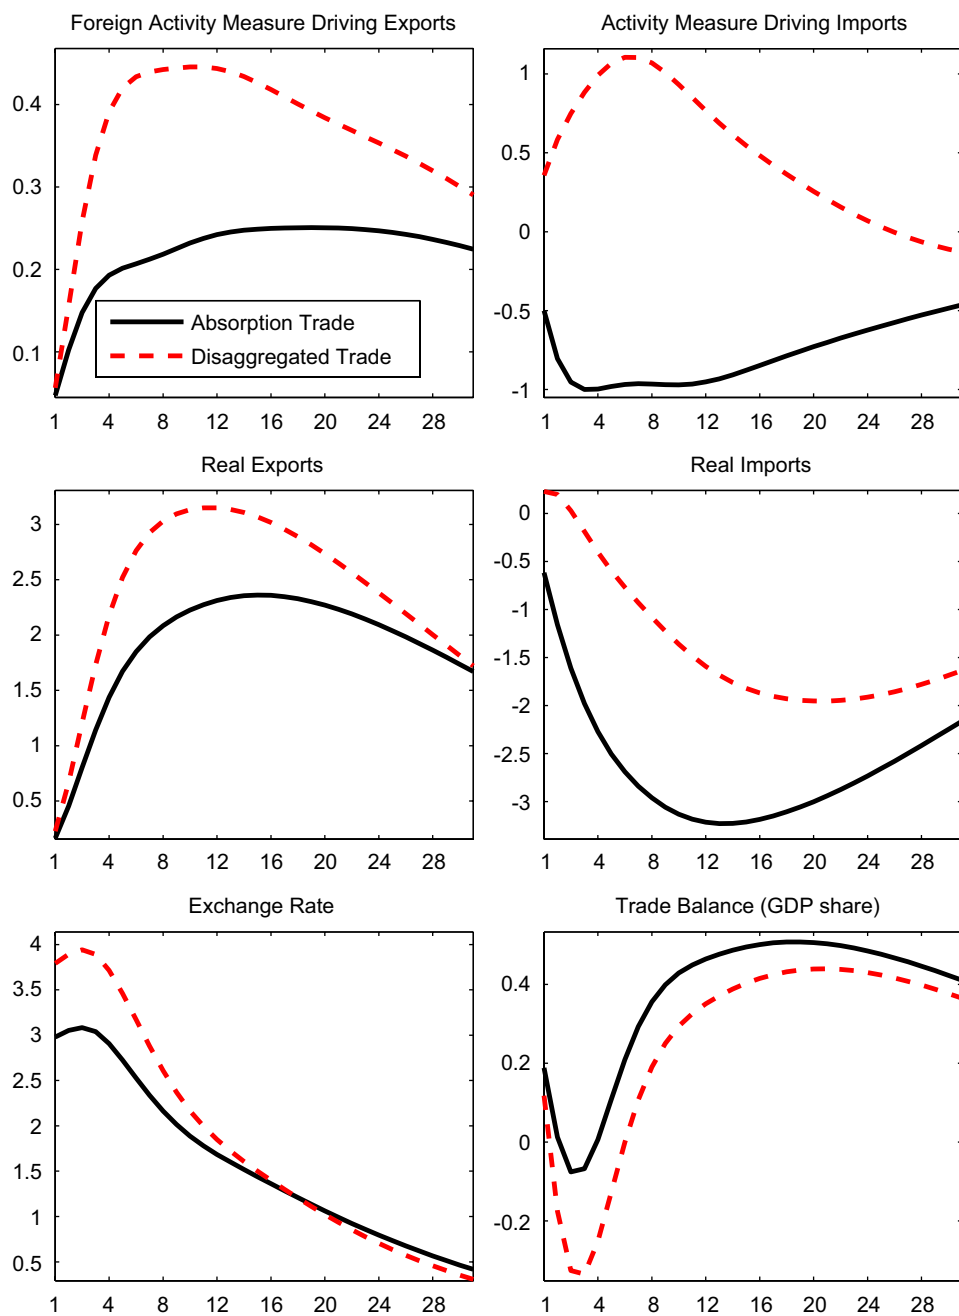 Foreign Activity Measure Driving Exports
0.4
0.3
0.2
0.1
Absorption Trade
Disaggregated Trade
1 4 8 12 16 20 24 28
Activity Measure Driving Imports
1
0.5
0
-0.5
-1
1 4 8 12 16 20 24 28
Real Exports
3
2.5
2
1.5
1
0.5
1 4 8 12 16 20 24 28
Real Imports
0
-0.5
-1
-1.5
-2
-2.5
-3
1 4 8 12 16 20 24 28
Exchange Rate
4
3.5
3
2.5
2
1.5
1
0.5
1 4 8 12 16 20 24 28
Trade Balance (GDP share)
0.4
0.2
0
-0.2
1 4 8 12 16 20 24 28